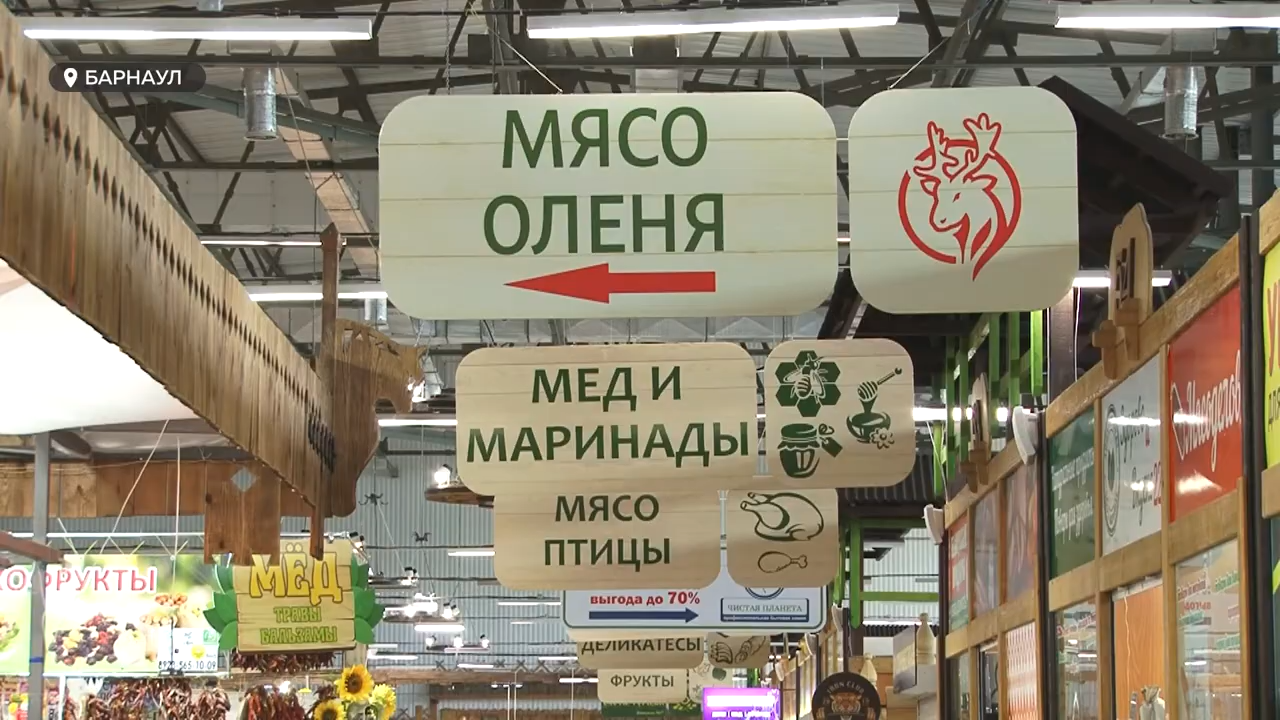 БАРНАУЛ
МЯСО
ОЛЕНЯ
МЕД И
МАРИНАДЫ
МЯСО
ПТИЦЫ
выгода до 70%
ЧИСТАЯ ПЛАНЕТА
ДЕЛИКАТЕСЫ
ФРУКТЫ
ФРУКТЫ
МЁД
ТРАВЫ
БАЛЬЗАМЫ